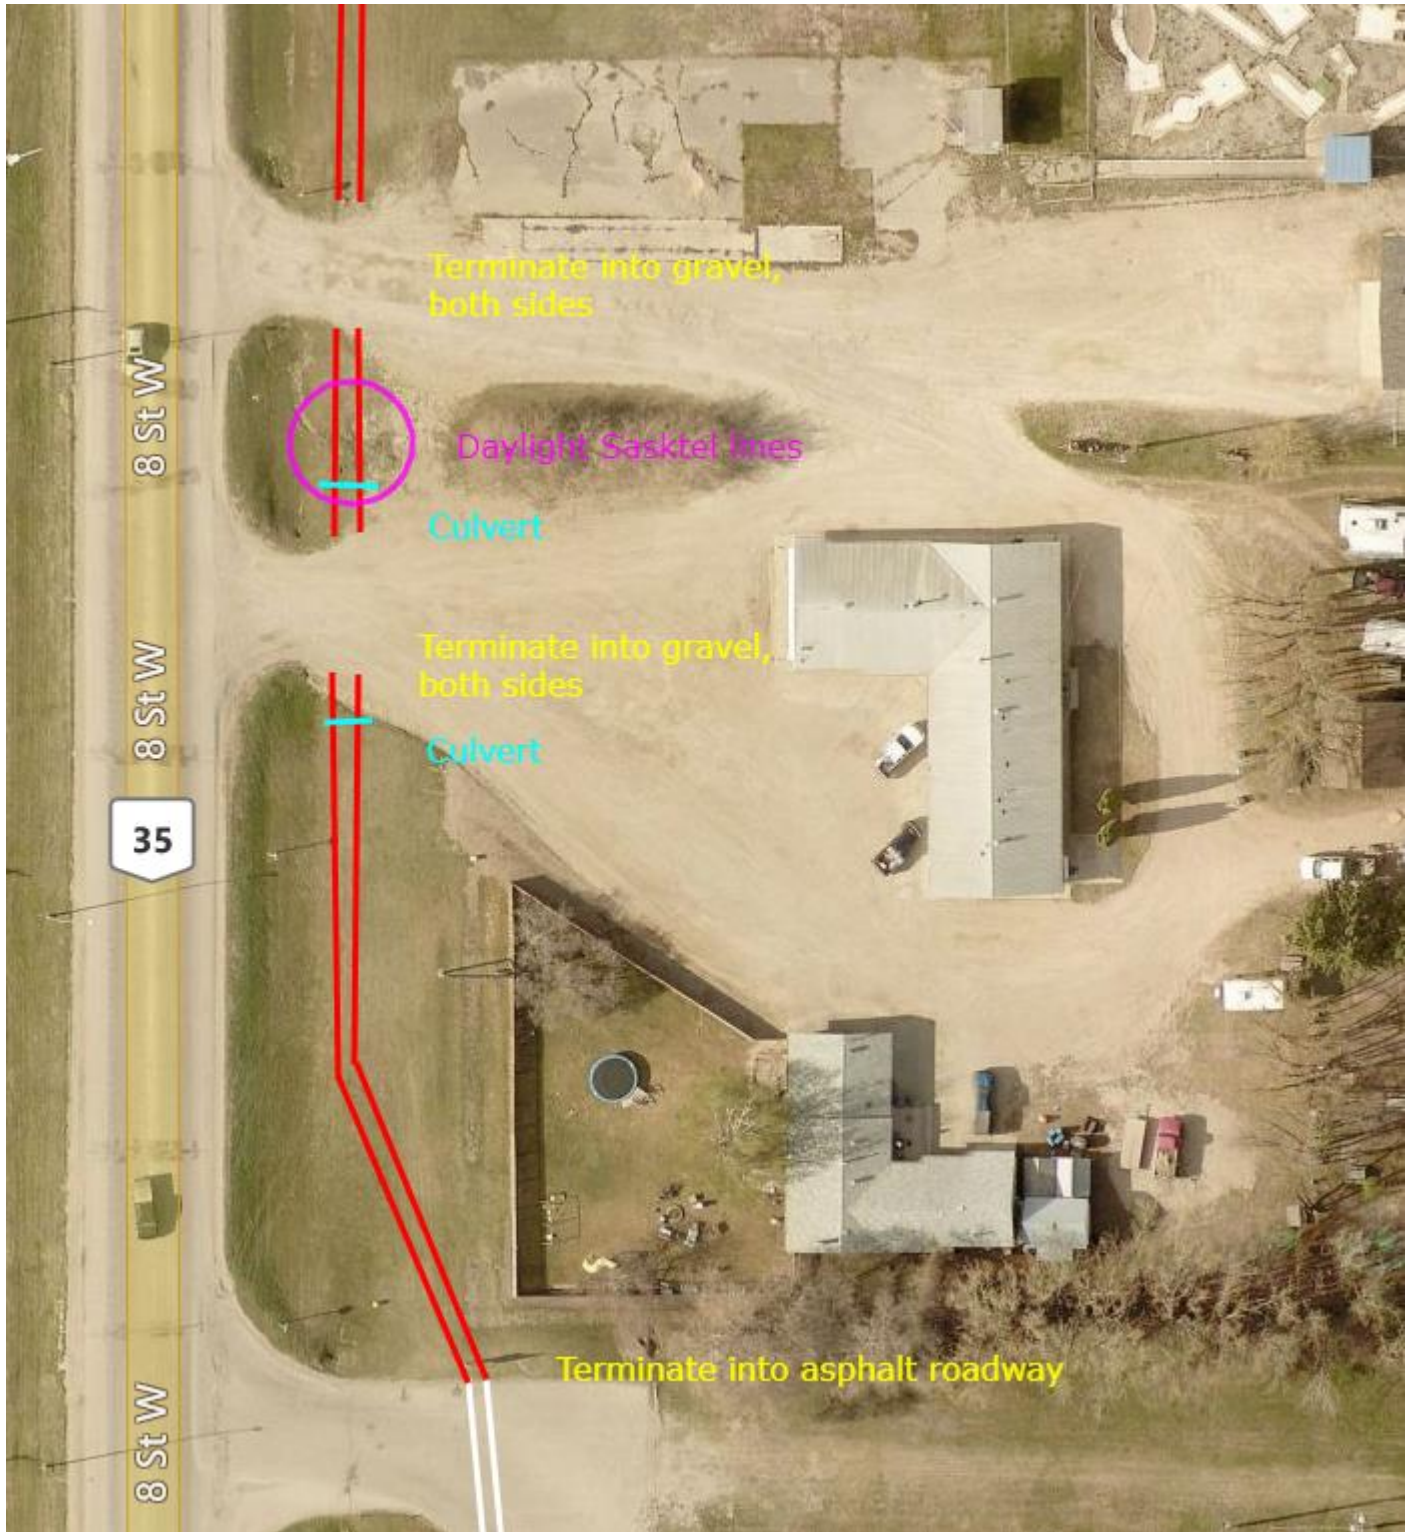 Terminate into gravel,
both sides
8 St W
Daylight Sasktel lines
Culvert
Terminate into gravel,
both sides
8 St W
Culvert
35
Terminate into asphalt roadway
8 St W